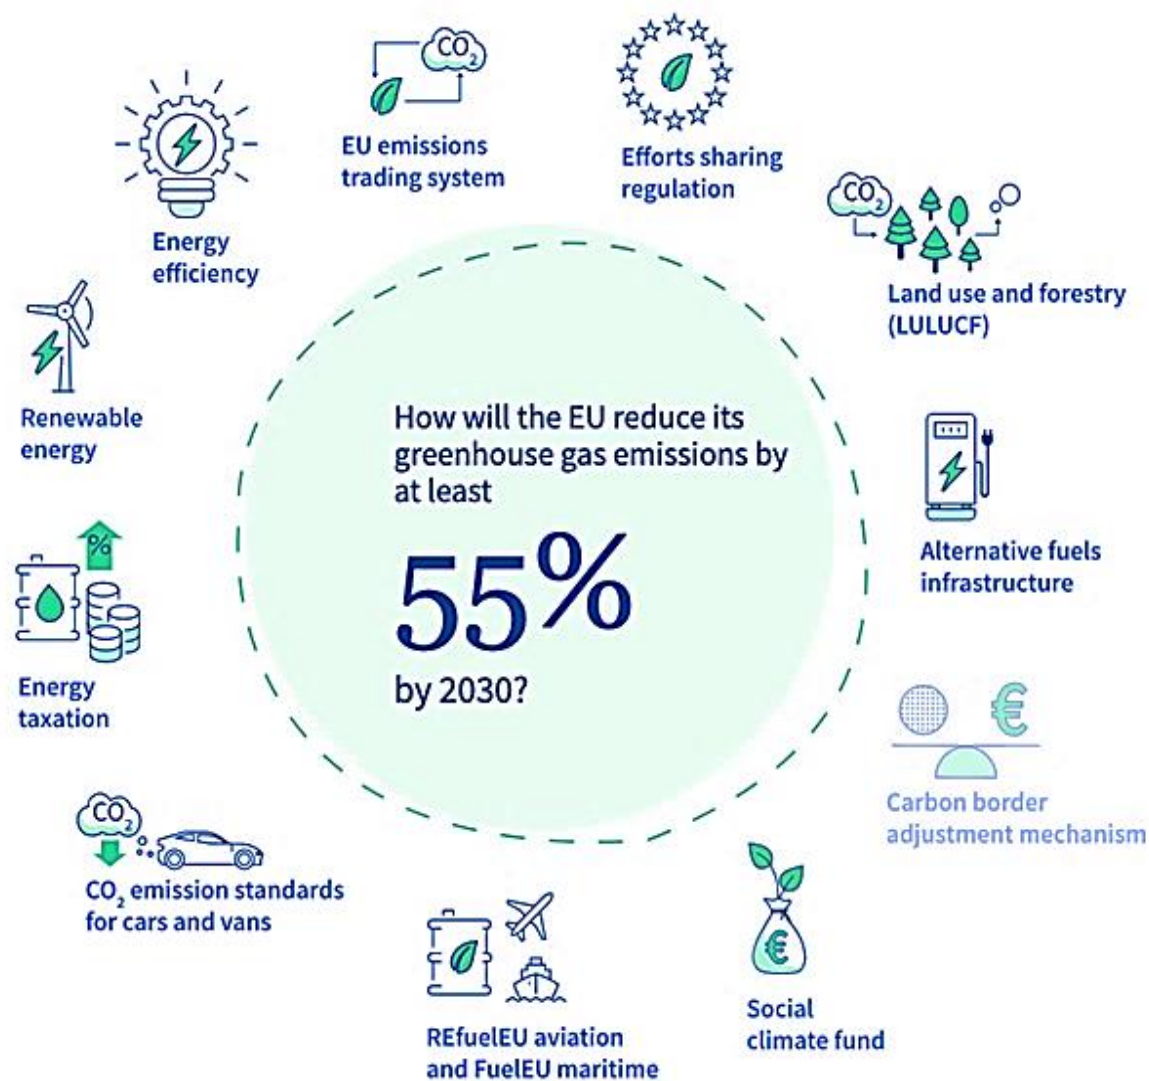 CO2
EU emissions
trading system
Efforts sharing
regulation
CO2
Land use and forestry
(LULUCF)
Alternative fuels
infrastructure
€
Carbon border
adjustment mechanism
€
Social
climate fund
REfuelEU aviation
and FuelEU maritime
CO2
CO2 emission standards
for cars and vans
%
Energy
taxation
Renewable
energy
Energy
efficiency
How will the EU reduce its
greenhouse gas emissions by
at least
55%
by 2030?